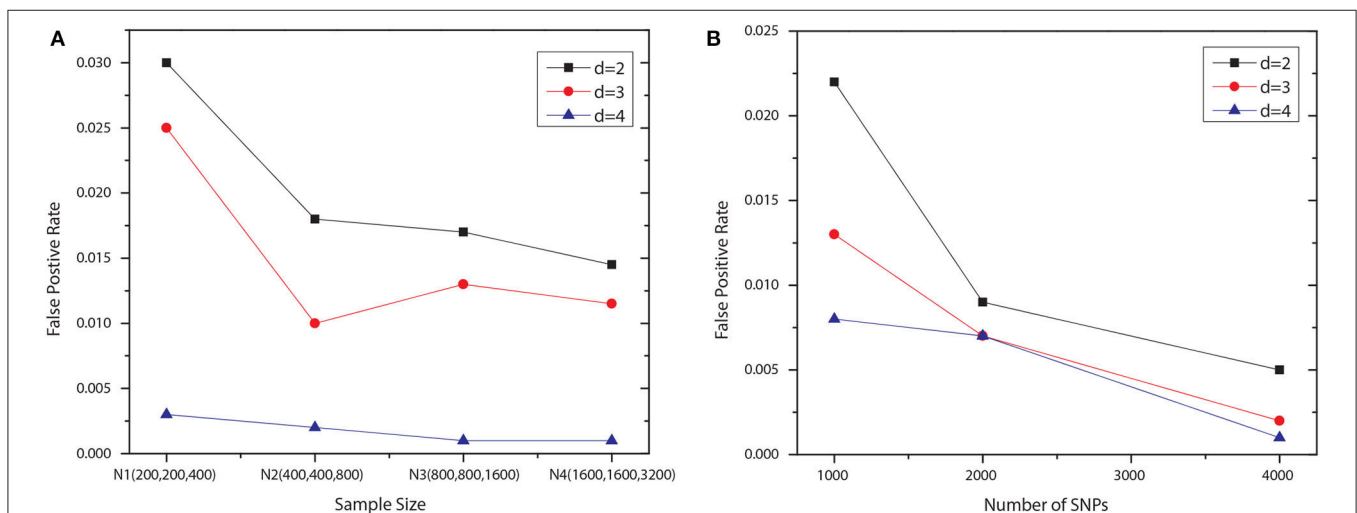 A
d=2
d=3
d=4
0.030
0.025
0.020
0.015
0.010
0.005
0.000
False Postive Rate
N1(200,200,400)
N2(400,400,800)
N3(800,800,1600)
N4(1600,1600,3200)
Sample Size
B
d=2
d=3
d=4
0.025
0.020
0.015
0.010
0.005
0.000
False Positive Rate
1000
2000
3000
4000
Number of SNPs